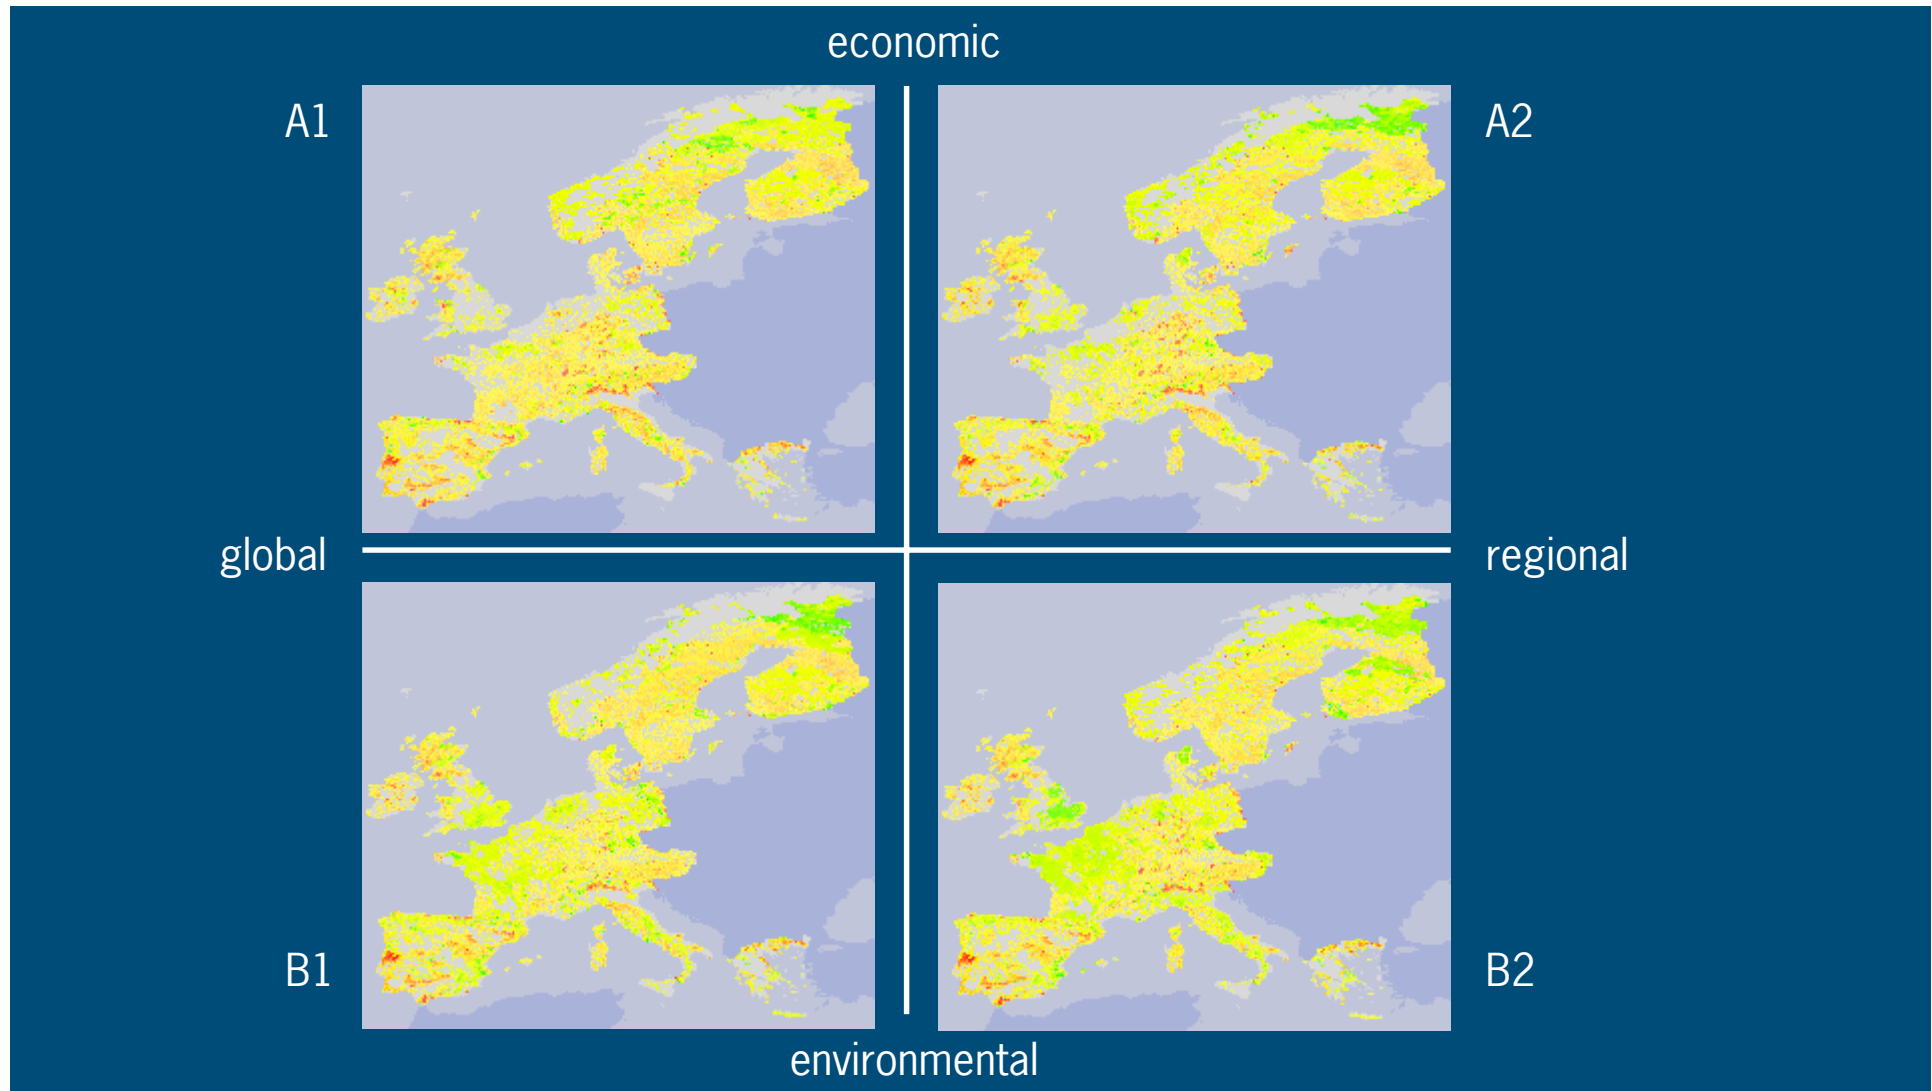 economic
A1
A2
global
regional
B1
B2
environmental